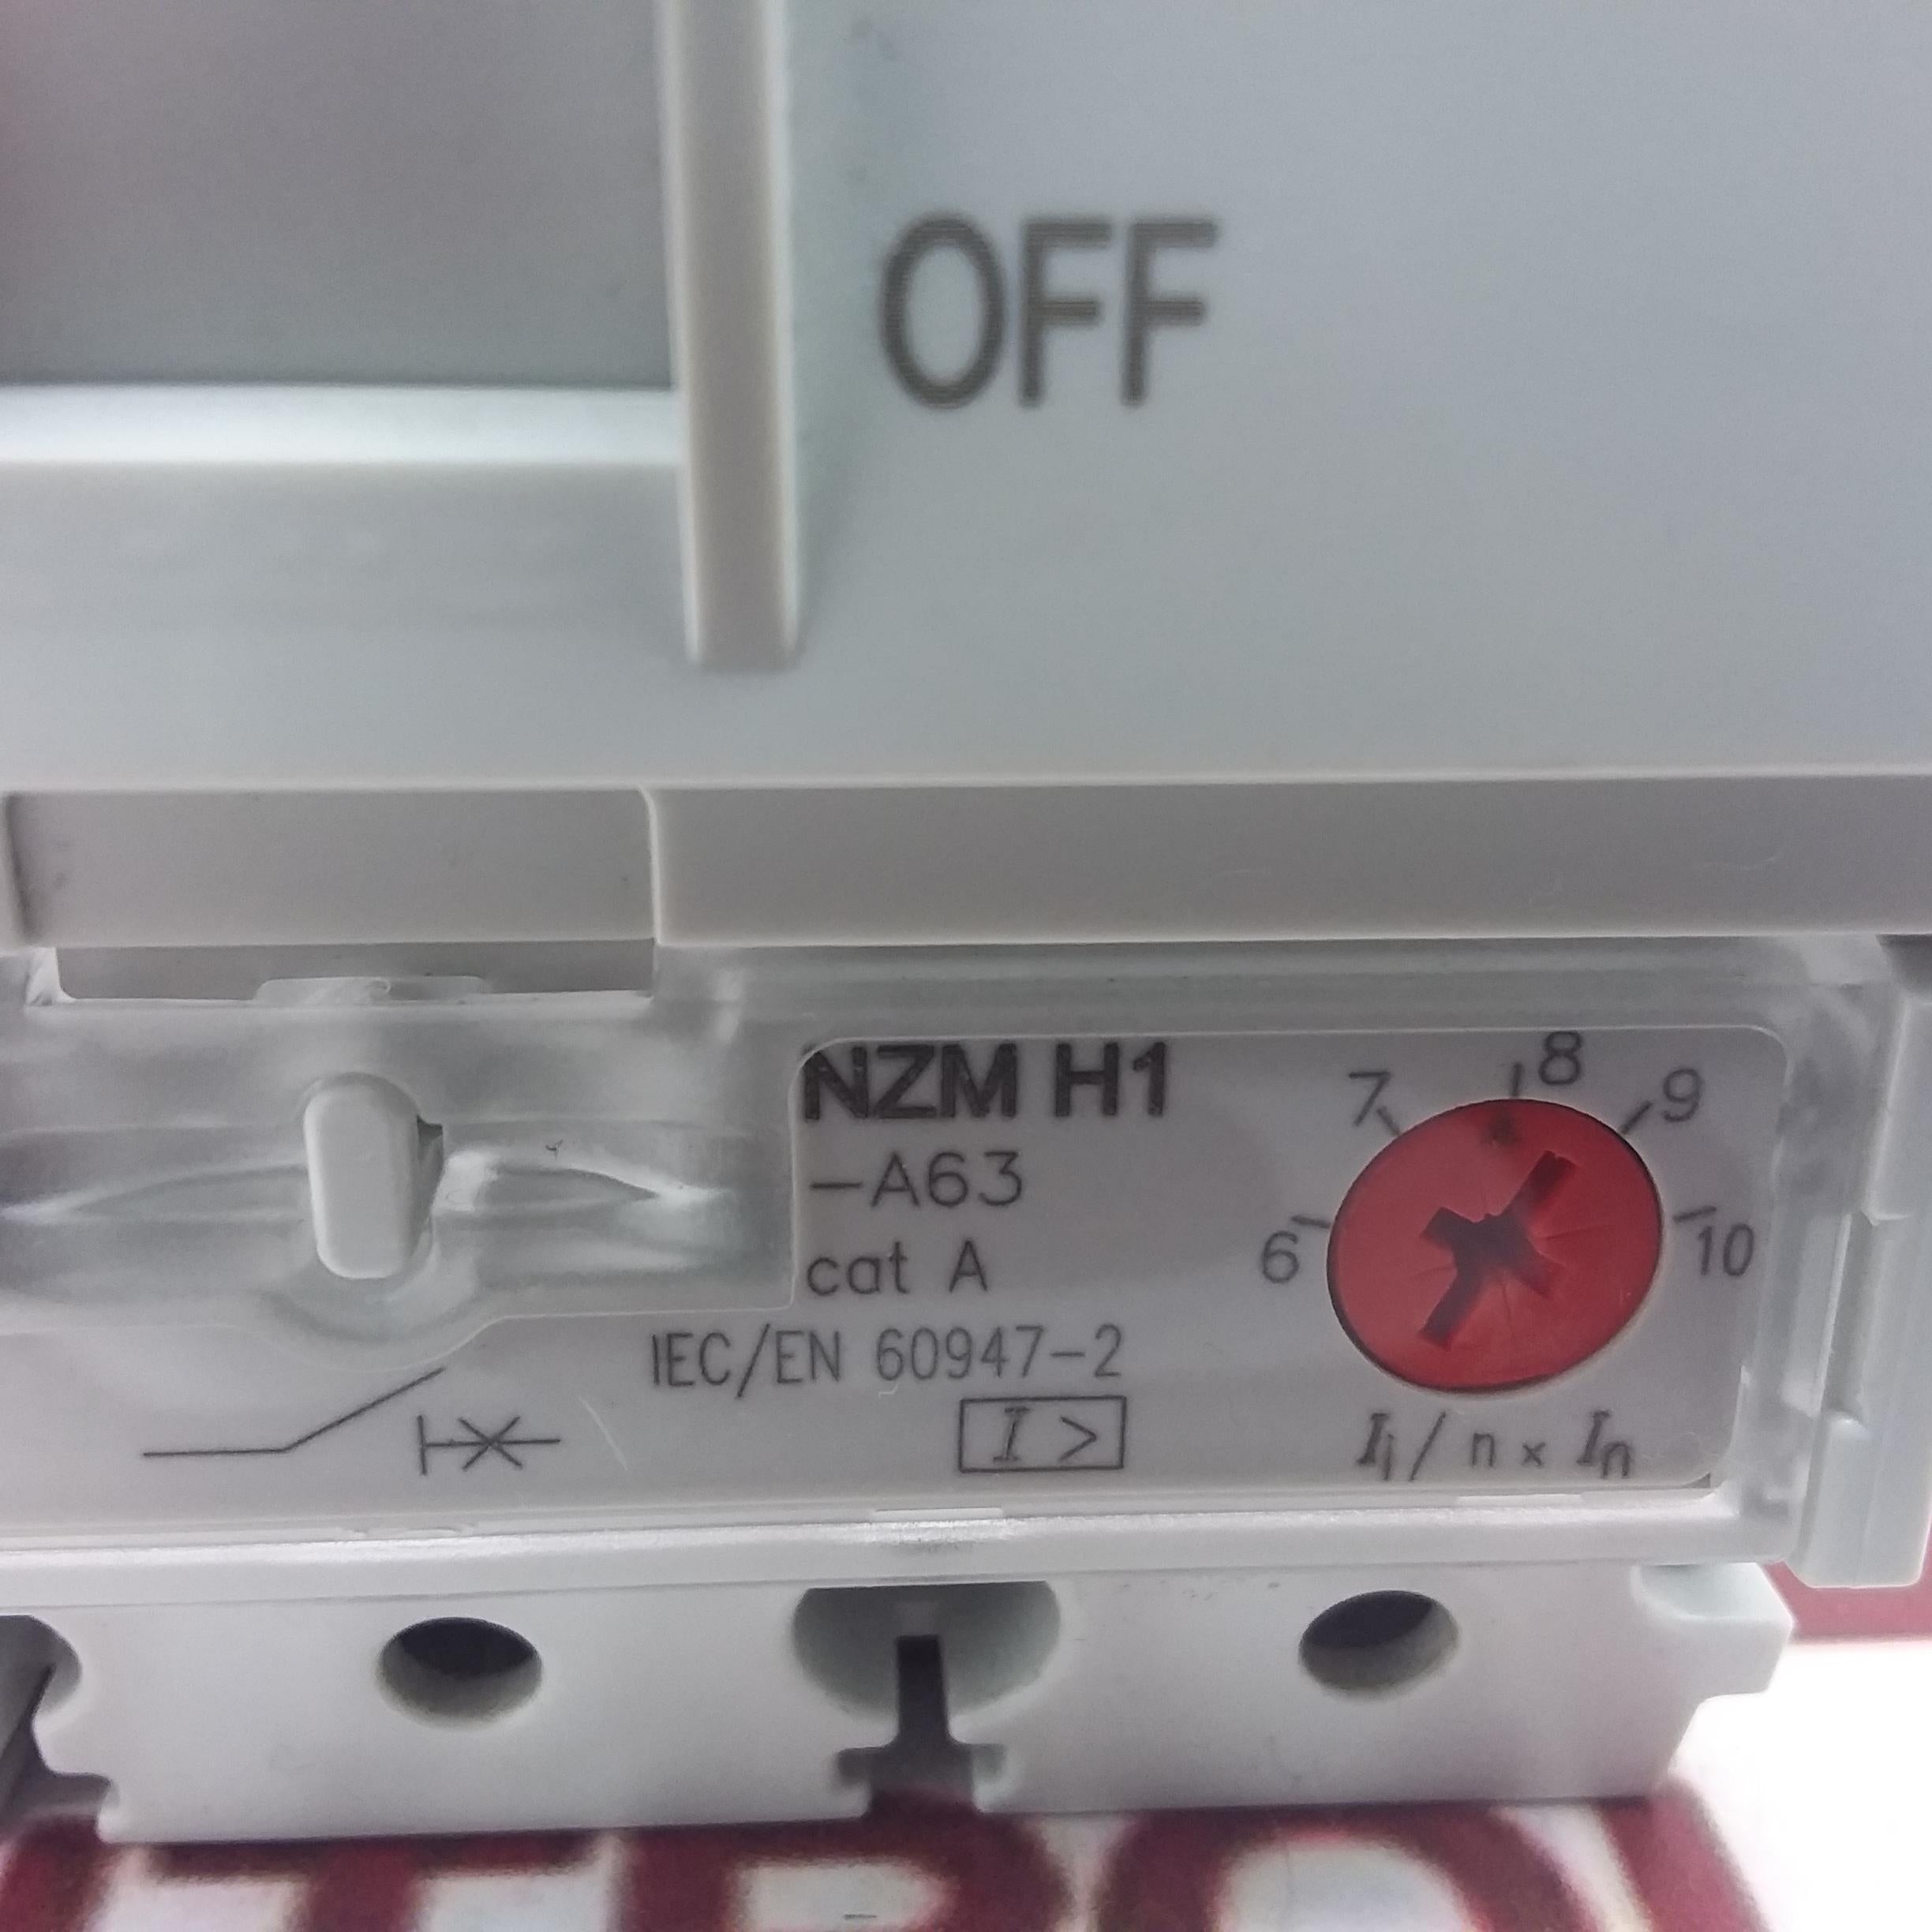 OFF
NZM H1
-A63
cat A
IEC/EN 60947-2
I >
6
7
8
9
10
Ii / n x In